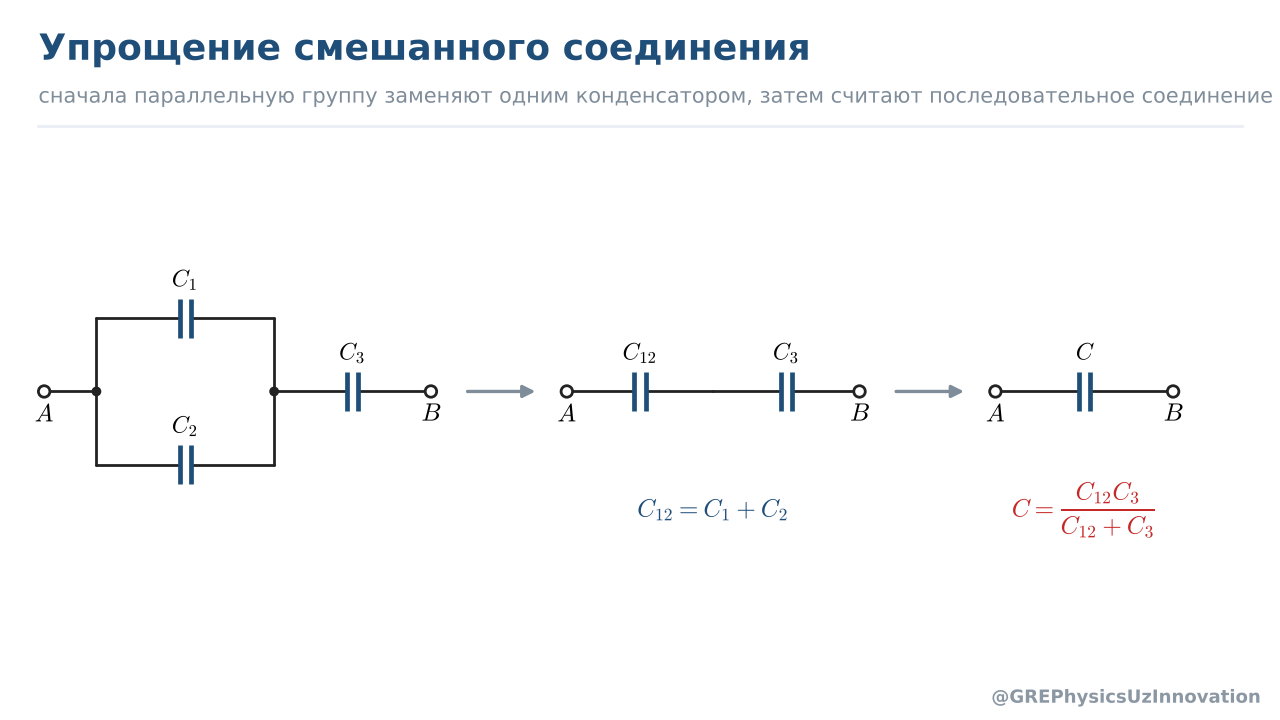 Упрощение смешанного соединения
сначала параллельную группу заменяют одним конденсатором, затем считают последовательное соединение
C₁
C₂
C₃
A
B
C₁₂
C₃
A
B
C₁₂ = C₁ + C₂
C
A
B
C = C₁₂C₃ / (C₁₂ + C₃)
@GREPhysicsUzInnovation